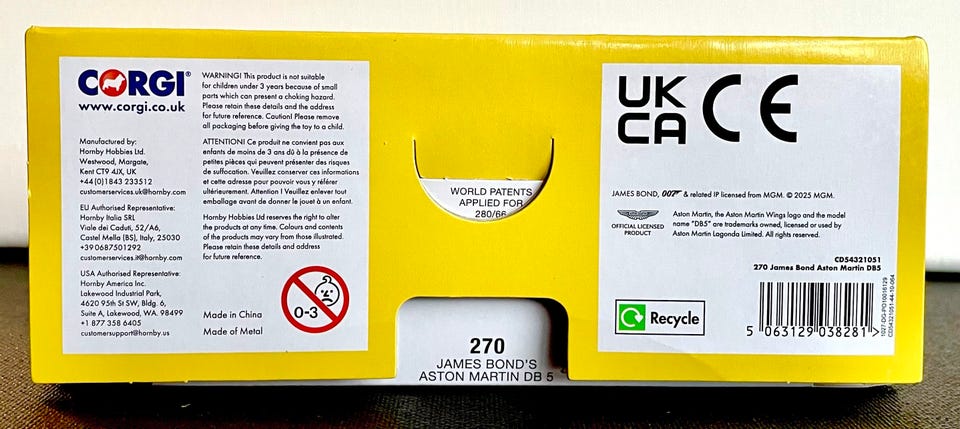 CORGI®
www.corgi.co.uk
Manufactured by:
Hornby Hobbies Ltd.
Westwood, Margate,
Kent CT9 4JX, UK
+44(0)1843 233512
customerservices.uk@hornby.com
EU Authorised Representative:
Hornby Italia SRL
Viale dei Caduti, 52/A6,
Castel Mella (BS), Italy, 25030
+39 0687501292
customerservices.it@hornby.com
USA Authorised Representative:
Hornby America Inc.
Lakewood Industrial Park,
4620 95th St SW, Bldg. 6,
Suite A, Lakewood, WA. 98499
+1 877 358 6405
customersupport@hornby.us
WARNING! This product is not suitable
for children under 3 years because of small
parts which can present a choking hazard.
Please retain these details and the address
for future reference. Caution! Please remove
all packaging before giving the toy to a child.
ATTENTION! Ce produit ne convient pas aux
enfants de moins de 3 ans dû à la présence de
petites pièces qui peuvent présenter des risques
de suffocation. Veuillez conserver ces informations
et cette adresse pour pouvoir vous y référer
ultérieurement. Attention ! Veuillez enlever tout
emballage avant de donner le jouet à un enfant.
Hornby Hobbies Ltd reserves the right to alter
the products at any time. Colours and contents
of the products may vary from those illustrated.
Please retain these details and address
for future reference.
Made in China
Made of Metal
0-3
WORLD PATENTS
APPLIED FOR
280/66
270
JAMES BOND'S
ASTON MARTIN DB 5
UK
CA
CE
JAMES BOND, 007 & related IP licensed from MGM. © 2025 MGM.
ASTON MARTIN
OFFICIAL LICENSED
PRODUCT
Aston Martin, the Aston Martin Wings logo and the model
name "DB5" are trademarks owned, licensed or used by
Aston Martin Lagonda Limited. All rights reserved.
CD54321051
270 James Bond Aston Martin DB5
Recycle
5 063129 038281 >
1027-DG-PO10016129
CD54321051-44-10-064